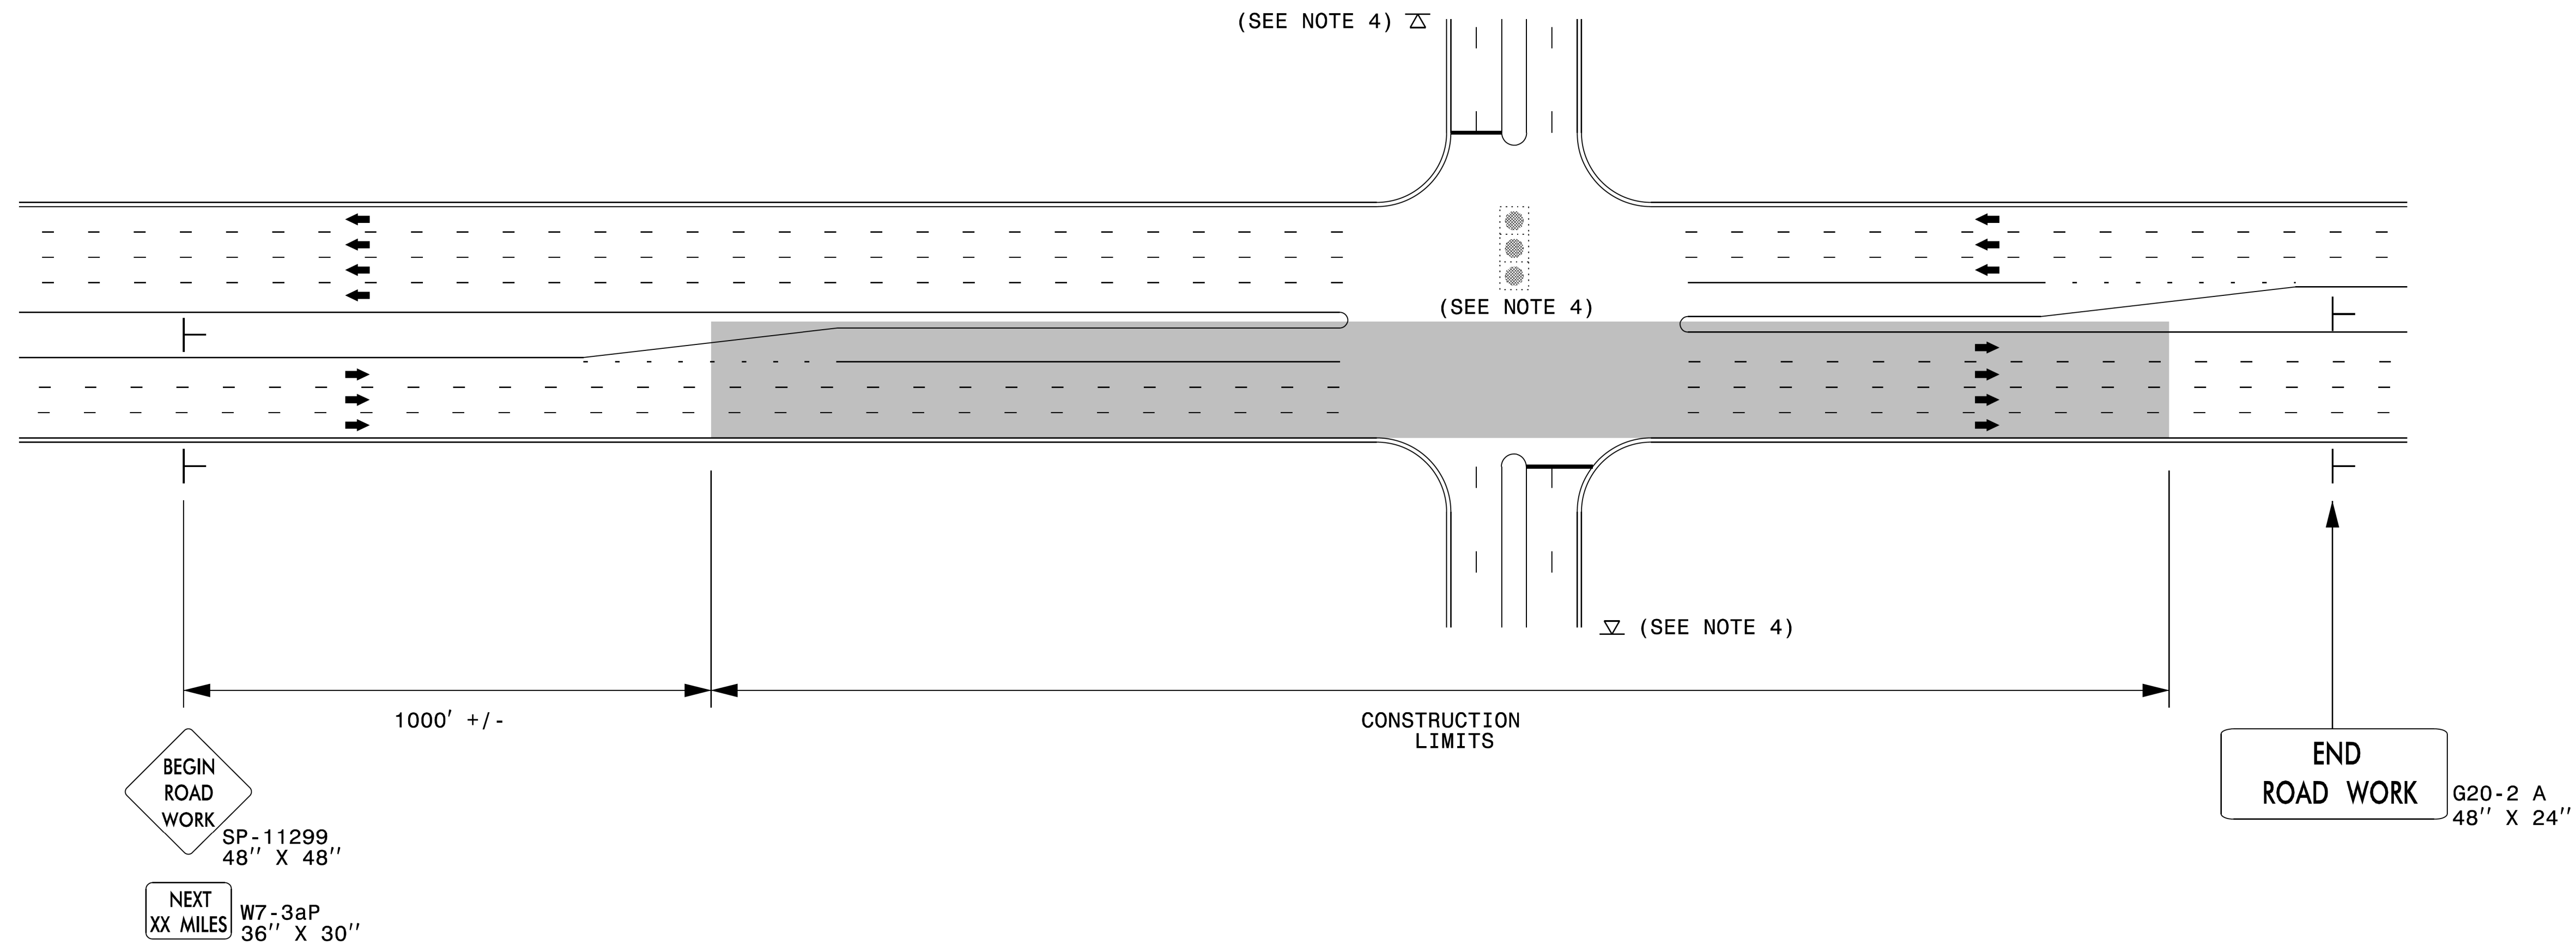 (SEE NOTE 4)
(SEE NOTE 4)
(SEE NOTE 4)
1000' +/-
CONSTRUCTION
LIMITS
BEGIN
ROAD
WORK
SP-11299
48'' X 48''
NEXT
XX MILES
W7-3aP
36'' X 30''
END
ROAD WORK
G20-2 A
48'' X 24''